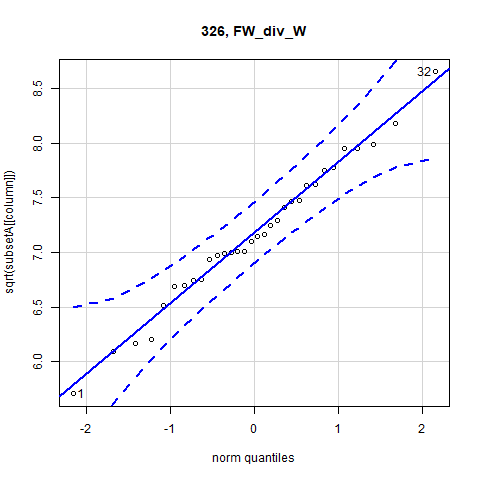 326, FW_div_W
sqrt(subsetA[[column]])
8.5
8.0
7.5
7.0
6.5
6.0
32
1
-2 -1 0 1 2
norm quantiles